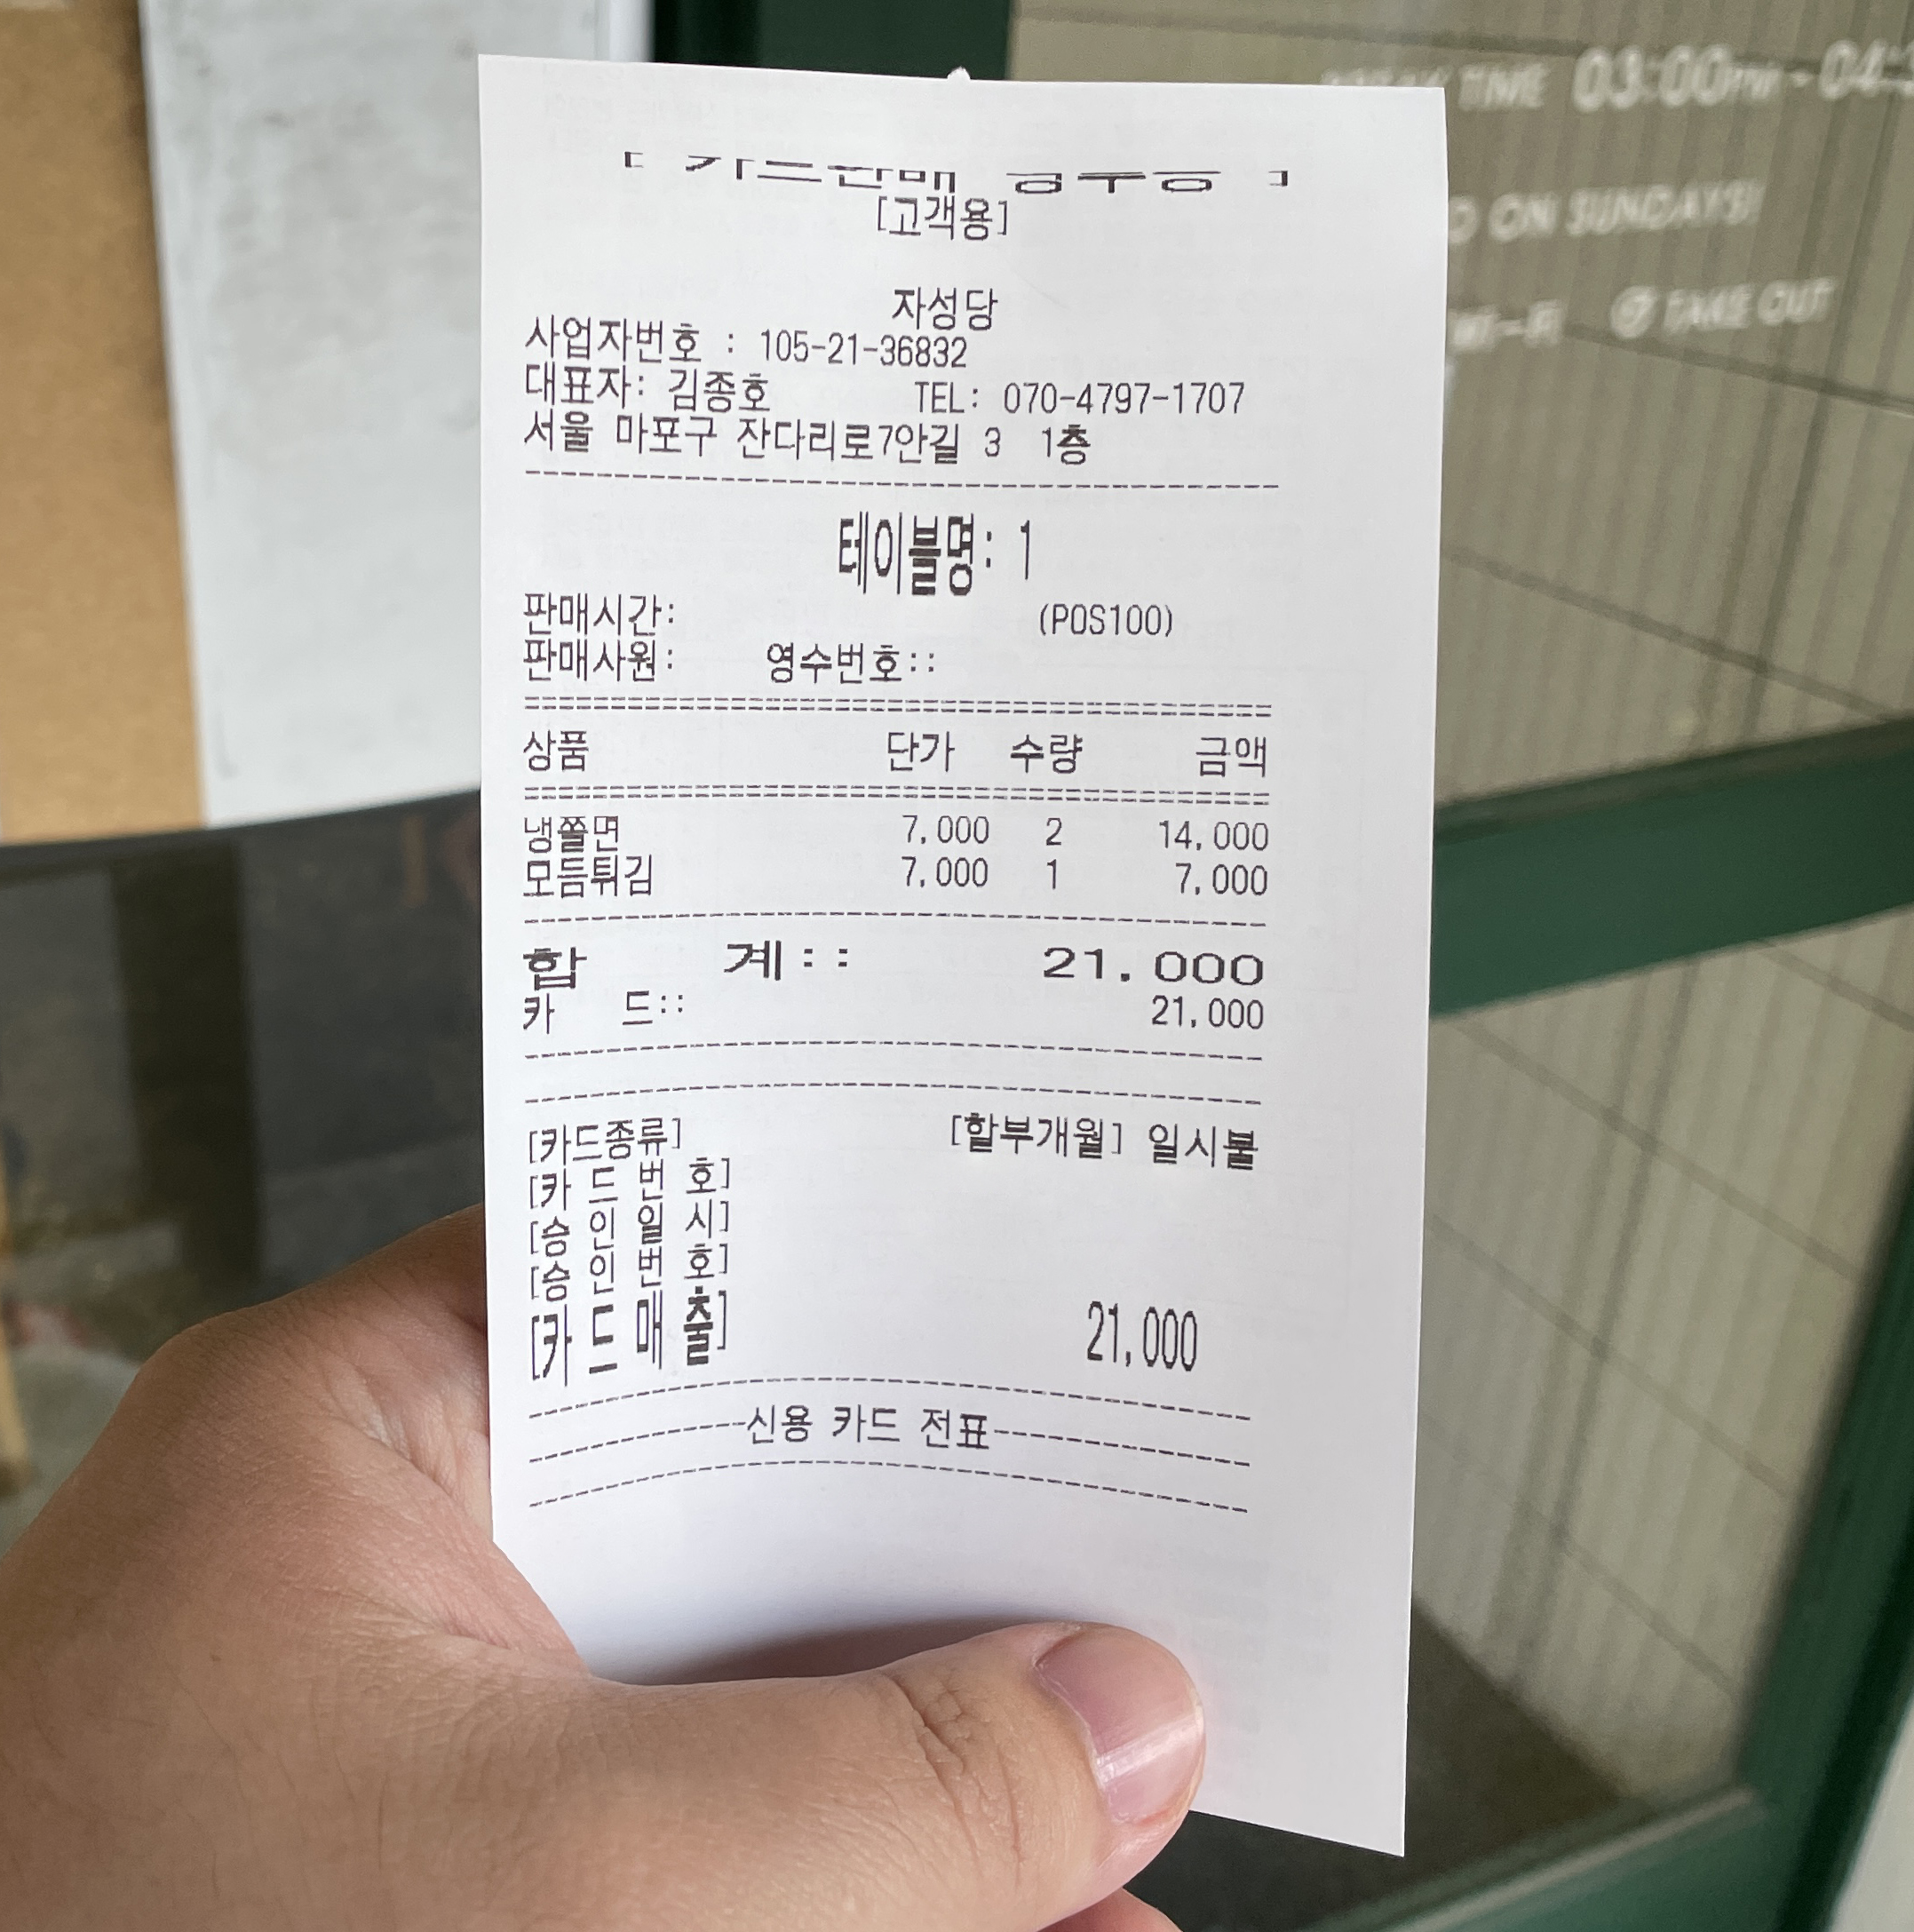 [고객용]
자성당
사업자번호 : 105-21-36832
대표자: 김종호 TEL: 070-4797-1707
서울 마포구 잔다리로7안길 3 1층
테이블명: 1
판매시간: (POS100)
판매사원: 영수번호::
상품 단가 수량 금액
냉쫄면 7,000 2 14,000
모듬튀김 7,000 1 7,000
합 계:: 21.000
카 드:: 21,000
[카드종류] [할부개월] 일시불
[카 드 번 호]
[승 인 일 시]
[승 인 번 호]
[카 드 매 출] 21,000
신용 카드 전표
TIME 03:00PM -
ON SUNDAYS!
TAKE OUT